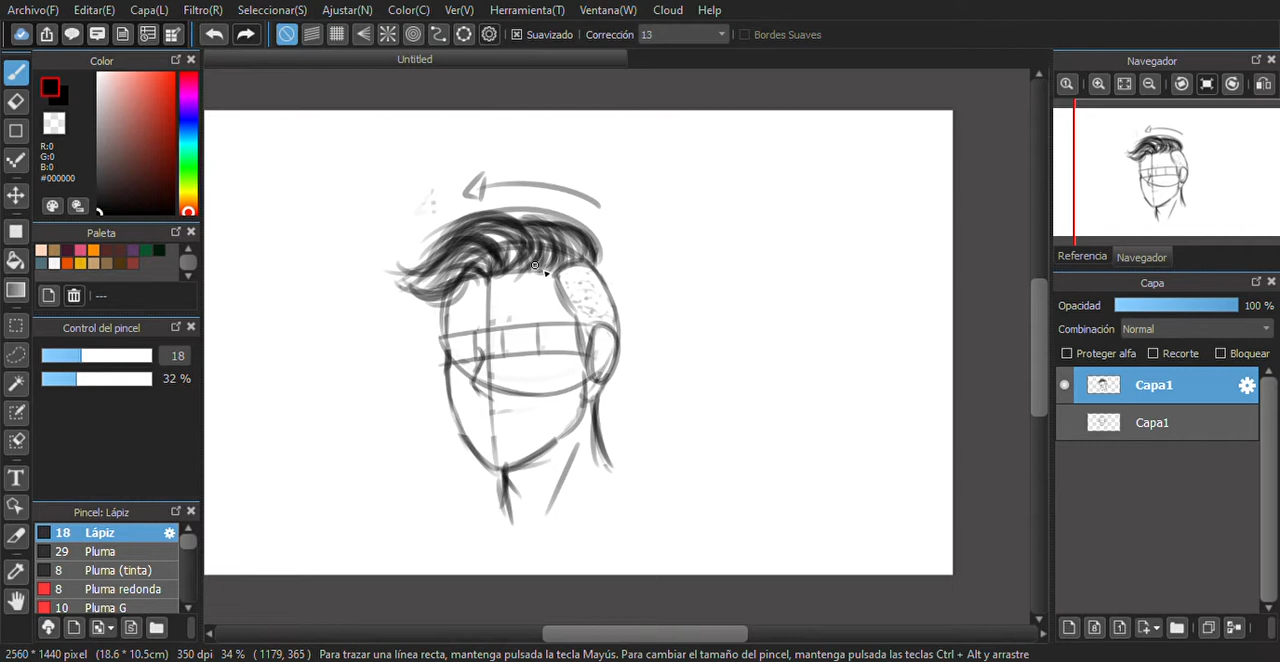 Archivo(F) Editar(E) Capa(L) Filtro(R) Seleccionar(S) Ajustar(N) Color(C) Ver(V) Herramienta(T) Ventana(W) Cloud Help
Suavizado Corrección 13 Bordes Suaves
Color
Untitled
Navegador
R:0
G:0
B:0
#000000
Paleta
---
Control del pincel
18
32 %
Pincel: Lápiz
18 Lápiz
29 Pluma
8 Pluma (tinta)
8 Pluma redonda
10 Pluma G
Referencia Navegador
Capa
Opacidad 100 %
Combinación Normal
Proteger alfa Recorte Bloquear
Capa1
Capa1
2560 * 1440 pixel (18.6 * 10.5cm) 350 dpi 34 % (1179, 365) Para trazar una línea recta, mantenga pulsada la tecla Mayús. Para cambiar el tamaño del pincel, mantenga pulsadas las teclas Ctrl + Alt y arrastre